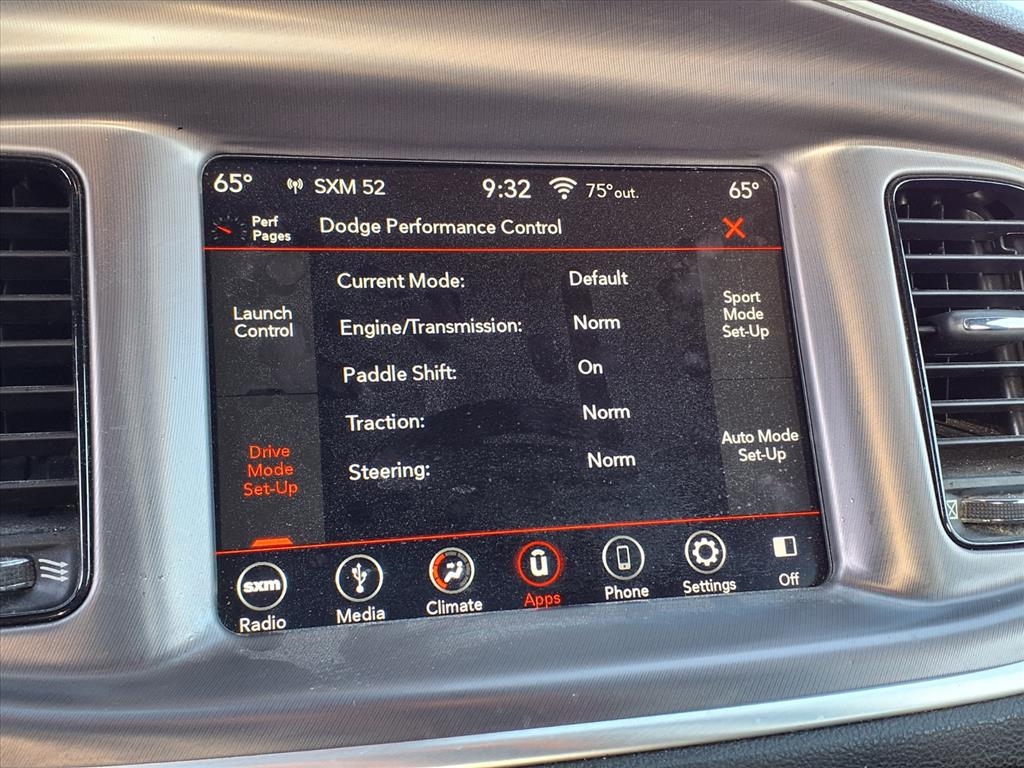 65° SXM 52 9:32 75° out. 65°
Perf
Pages
Dodge Performance Control
Launch
Control
Drive
Mode
Set-Up
Current Mode: Default
Engine/Transmission: Norm
Paddle Shift: On
Traction: Norm
Steering: Norm
Sport
Mode
Set-Up
Auto Mode
Set-Up
sxm
Radio
Media
Climate
Apps
Phone
Settings
Off